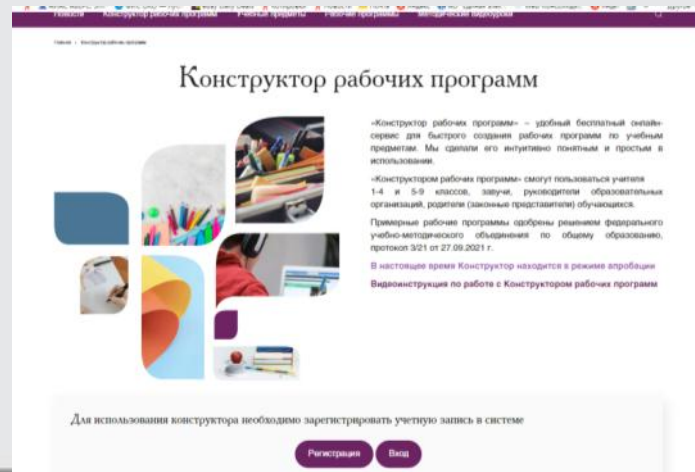 Новости Конструктор рабочих программ Учебные предметы Рабочие программы Методические видеоуроки
Главная › Конструктор рабочих программ
Конструктор рабочих программ
«Конструктор рабочих программ» – удобный бесплатный онлайн-
сервис для быстрого создания рабочих программ по учебным
предметам. Мы сделали его интуитивно понятным и простым в
использовании.
«Конструктором рабочих программ» смогут пользоваться учителя
1-4 и 5-9 классов, завучи, руководители образовательных
организаций, родители (законные представители) обучающихся.
Примерные рабочие программы одобрены решением федерального
учебно-методического объединения по общему образованию,
протокол 3/21 от 27.09.2021 г.
В настоящее время Конструктор находится в режиме апробации
Видеоинструкция по работе с Конструктором рабочих программ
Для использования конструктора необходимо зарегистрировать учетную запись в системе
Регистрация Вход